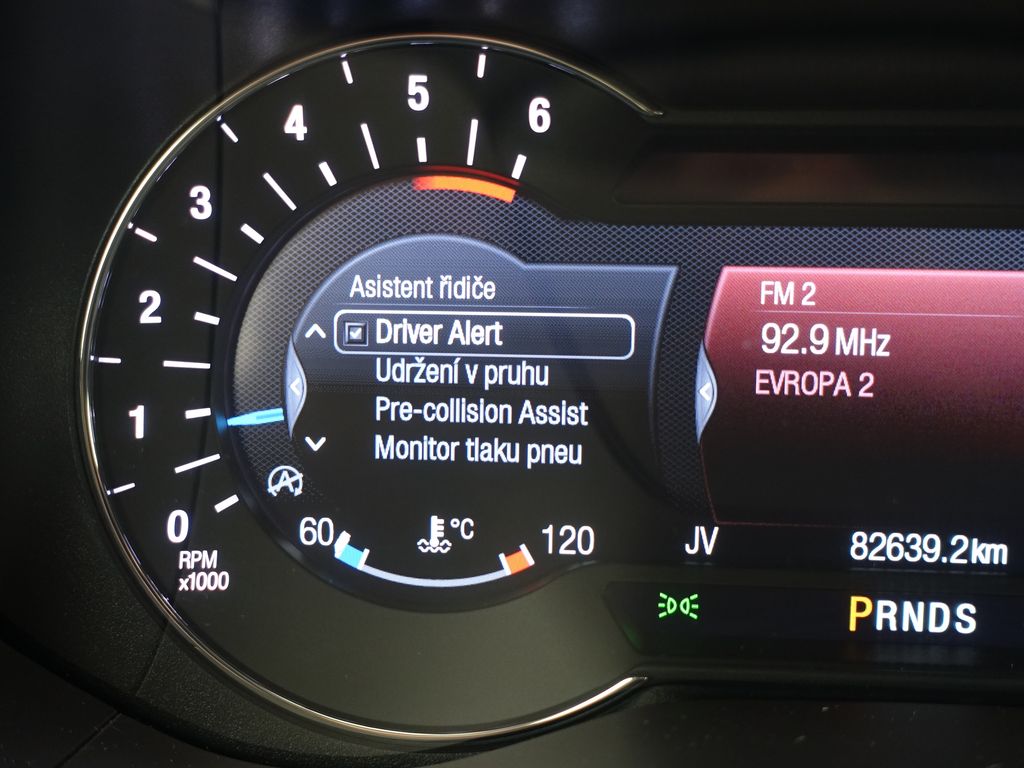 6
5
4
3
2
1
0
RPM
x1000
Asistent řidiče
Driver Alert
Udržení v pruhu
Pre-collision Assist
Monitor tlaku pneu
A
60
°C
120
FM 2
92.9 MHz
EVROPA 2
JV
82639.2km
PRNDS